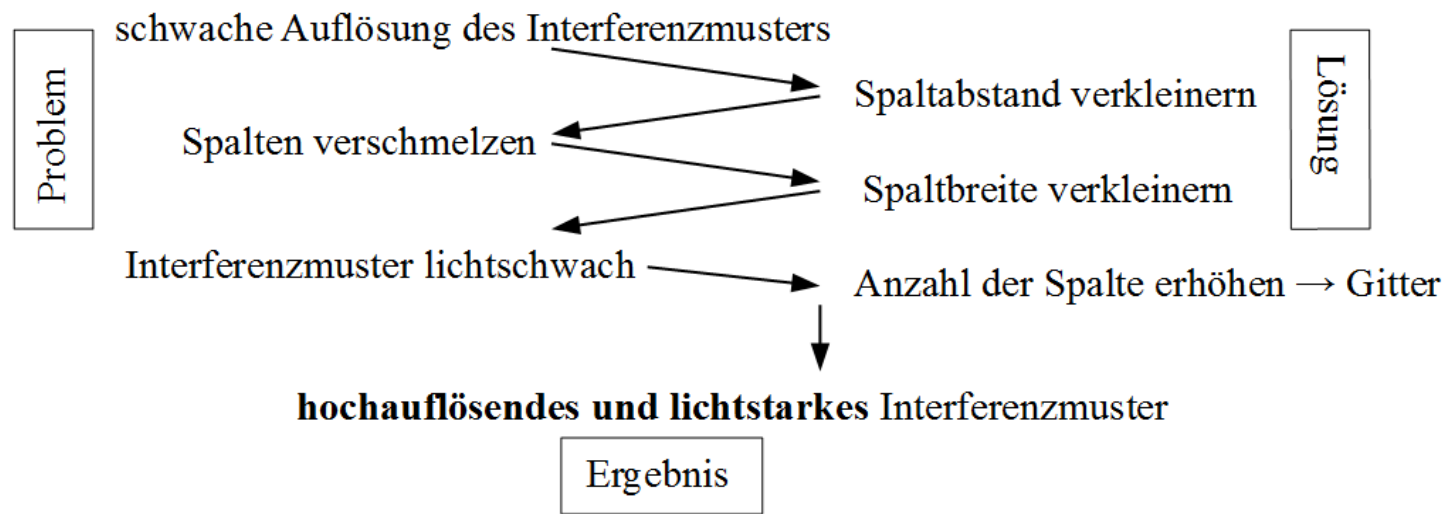 schwache Auflösung des Interferenzmusters
Problem
Lösung
Spaltabstand verkleinern
Spalten verschmelzen
Spaltbreite verkleinern
Interferenzmuster lichtschwach
Anzahl der Spalte erhöhen → Gitter
hochauflösendes und lichtstarkes Interferenzmuster
Ergebnis